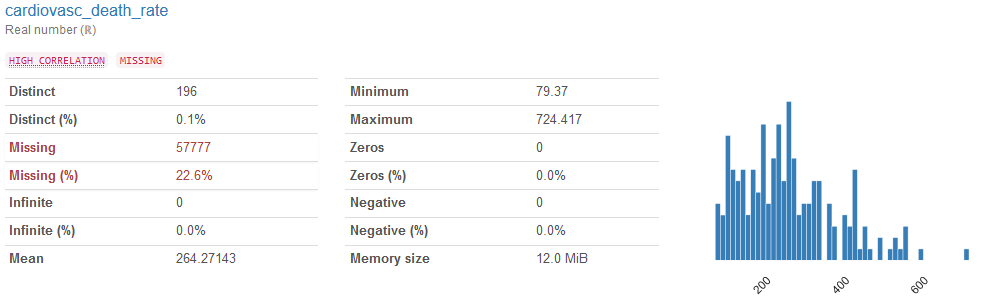 cardiovasc_death_rate
Real number (ℝ)
HIGH CORRELATION MISSING
Distinct 196
Distinct (%) 0.1%
Missing 57777
Missing (%) 22.6%
Infinite 0
Infinite (%) 0.0%
Mean 264.27143
Minimum 79.37
Maximum 724.417
Zeros 0
Zeros (%) 0.0%
Negative 0
Negative (%) 0.0%
Memory size 12.0 MiB
200 400 600